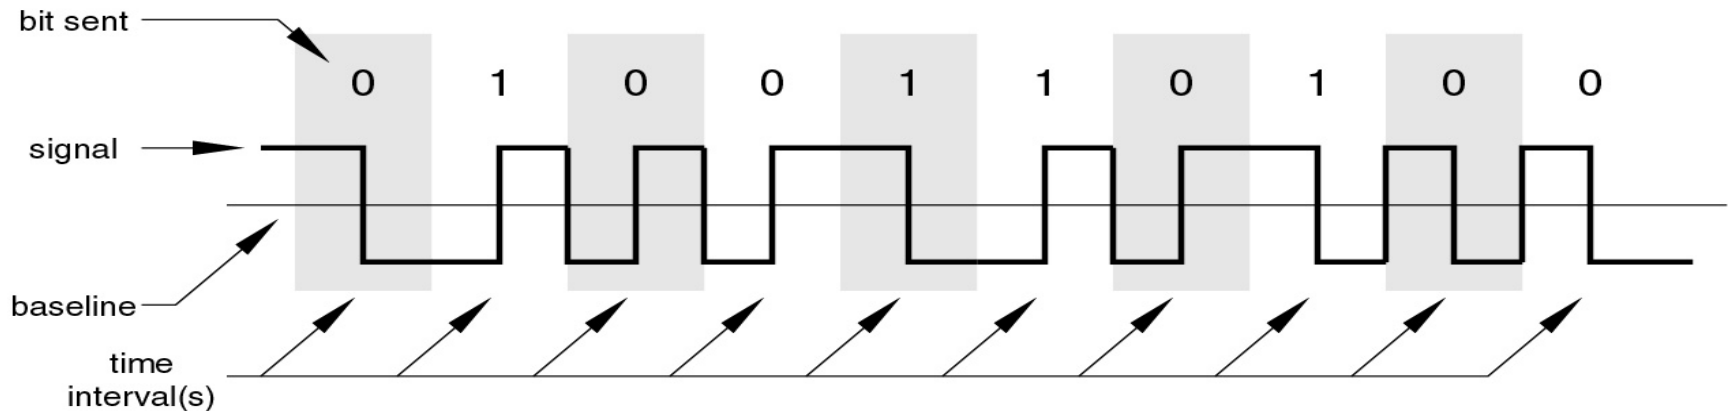 bit sent
0 1 0 0 1 1 0 1 0 0
signal
baseline
time
interval(s)